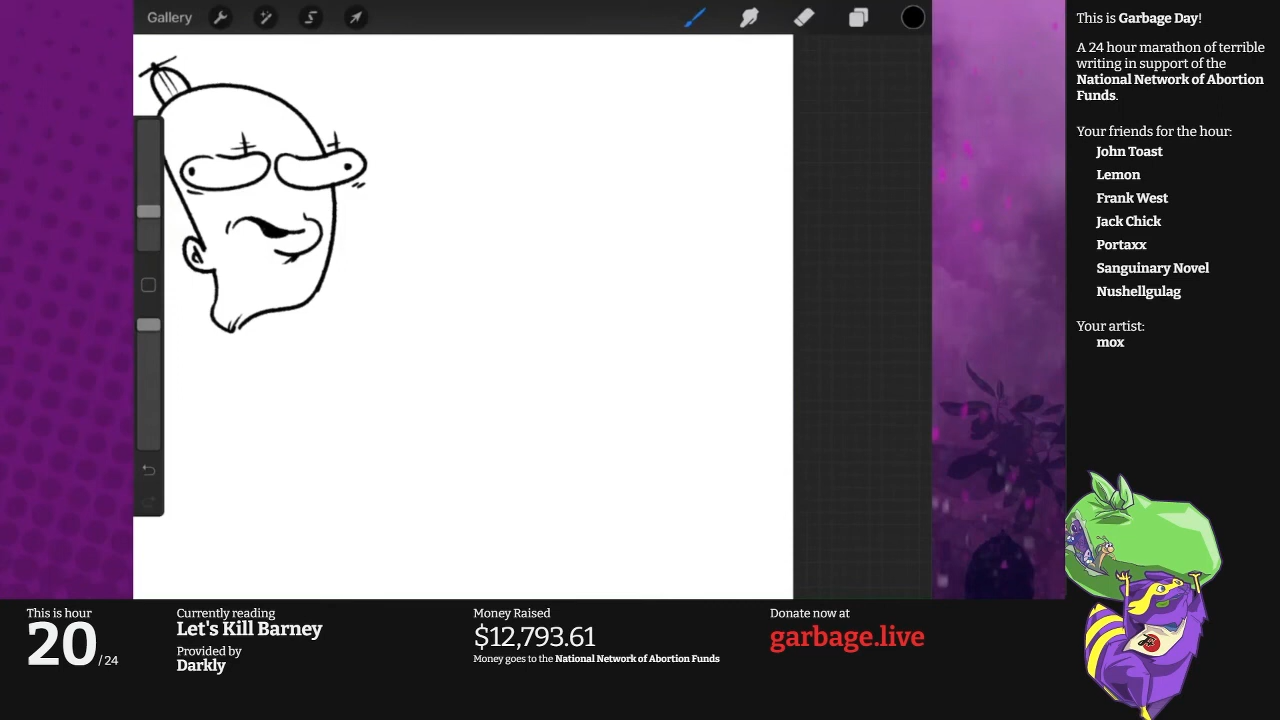 Gallery
This is Garbage Day!
A 24 hour marathon of terrible
writing in support of the
National Network of Abortion
Funds.
Your friends for the hour:
John Toast
Lemon
Frank West
Jack Chick
Portaxx
Sanguinary Novel
Nushellgulag
Your artist:
mox
This is hour
20/24
Currently reading
Let's Kill Barney
Provided by
Darkly
Money Raised
$12,793.61
Money goes to the National Network of Abortion Funds
Donate now at
garbage.live